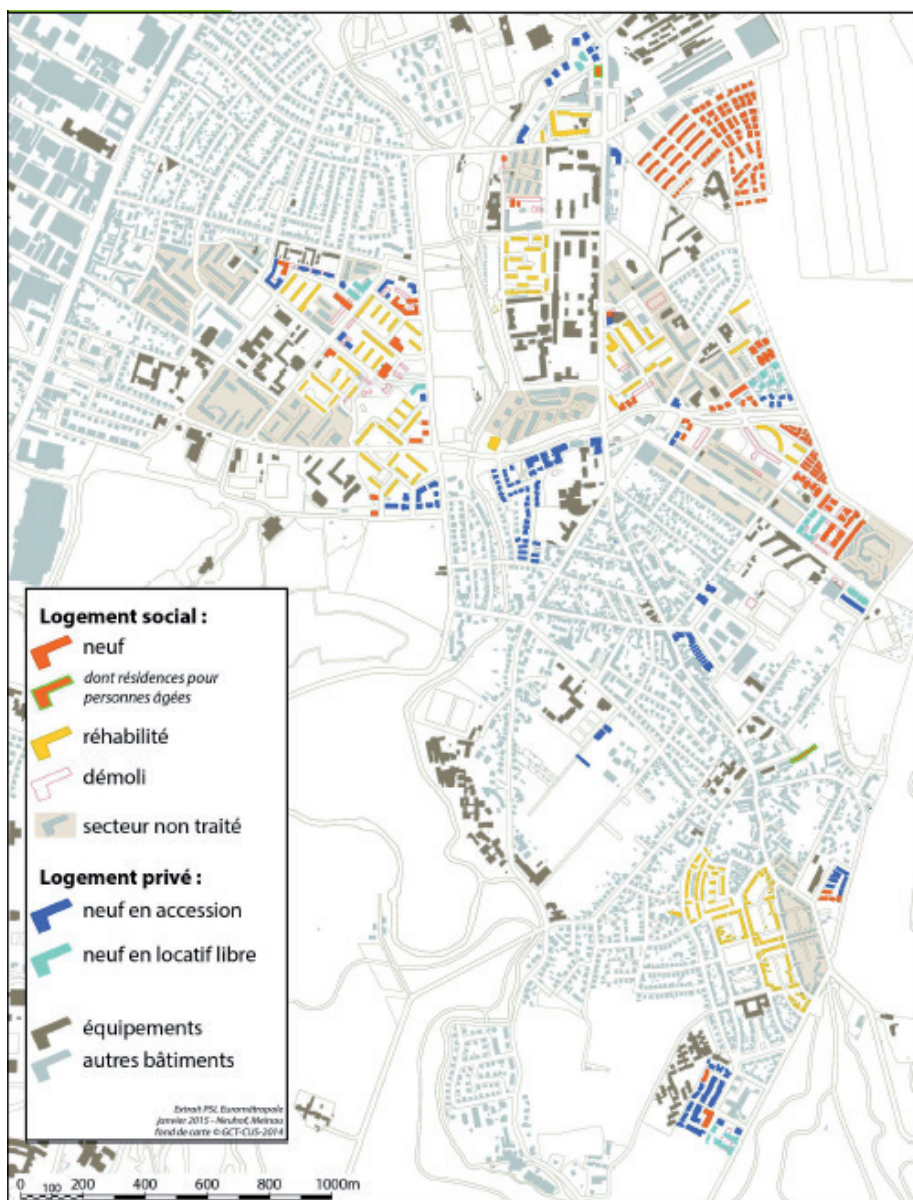 Logement social :
neuf
dont résidences pour
personnes âgées
réhabilité
démoli
secteur non traité
Logement privé :
neuf en accession
neuf en locatif libre
équipements
autres bâtiments
Extrait PSL Eurométropole
janvier 2015 - Neuhof, Meinau
fond de carte ©GCT-CUS-2014
0 100 200 400 600 800 1000m